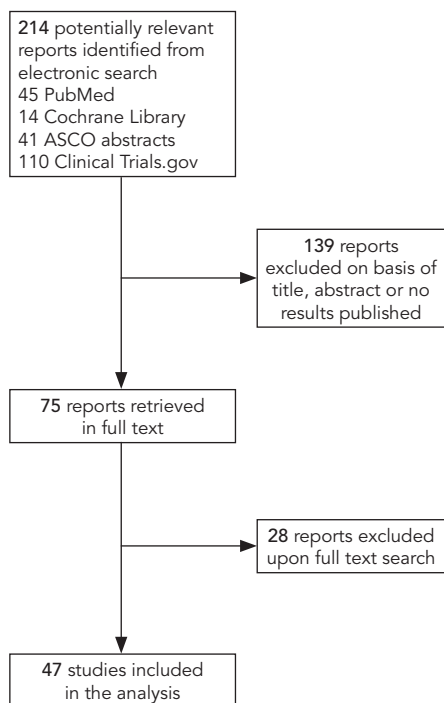 214 potentially relevant
reports identified from
electronic search
45 PubMed
14 Cochrane Library
41 ASCO abstracts
110 Clinical Trials.gov
139 reports
excluded on basis of
title, abstract or no
results published
75 reports retrieved
in full text
28 reports excluded
upon full text search
47 studies included
in the analysis